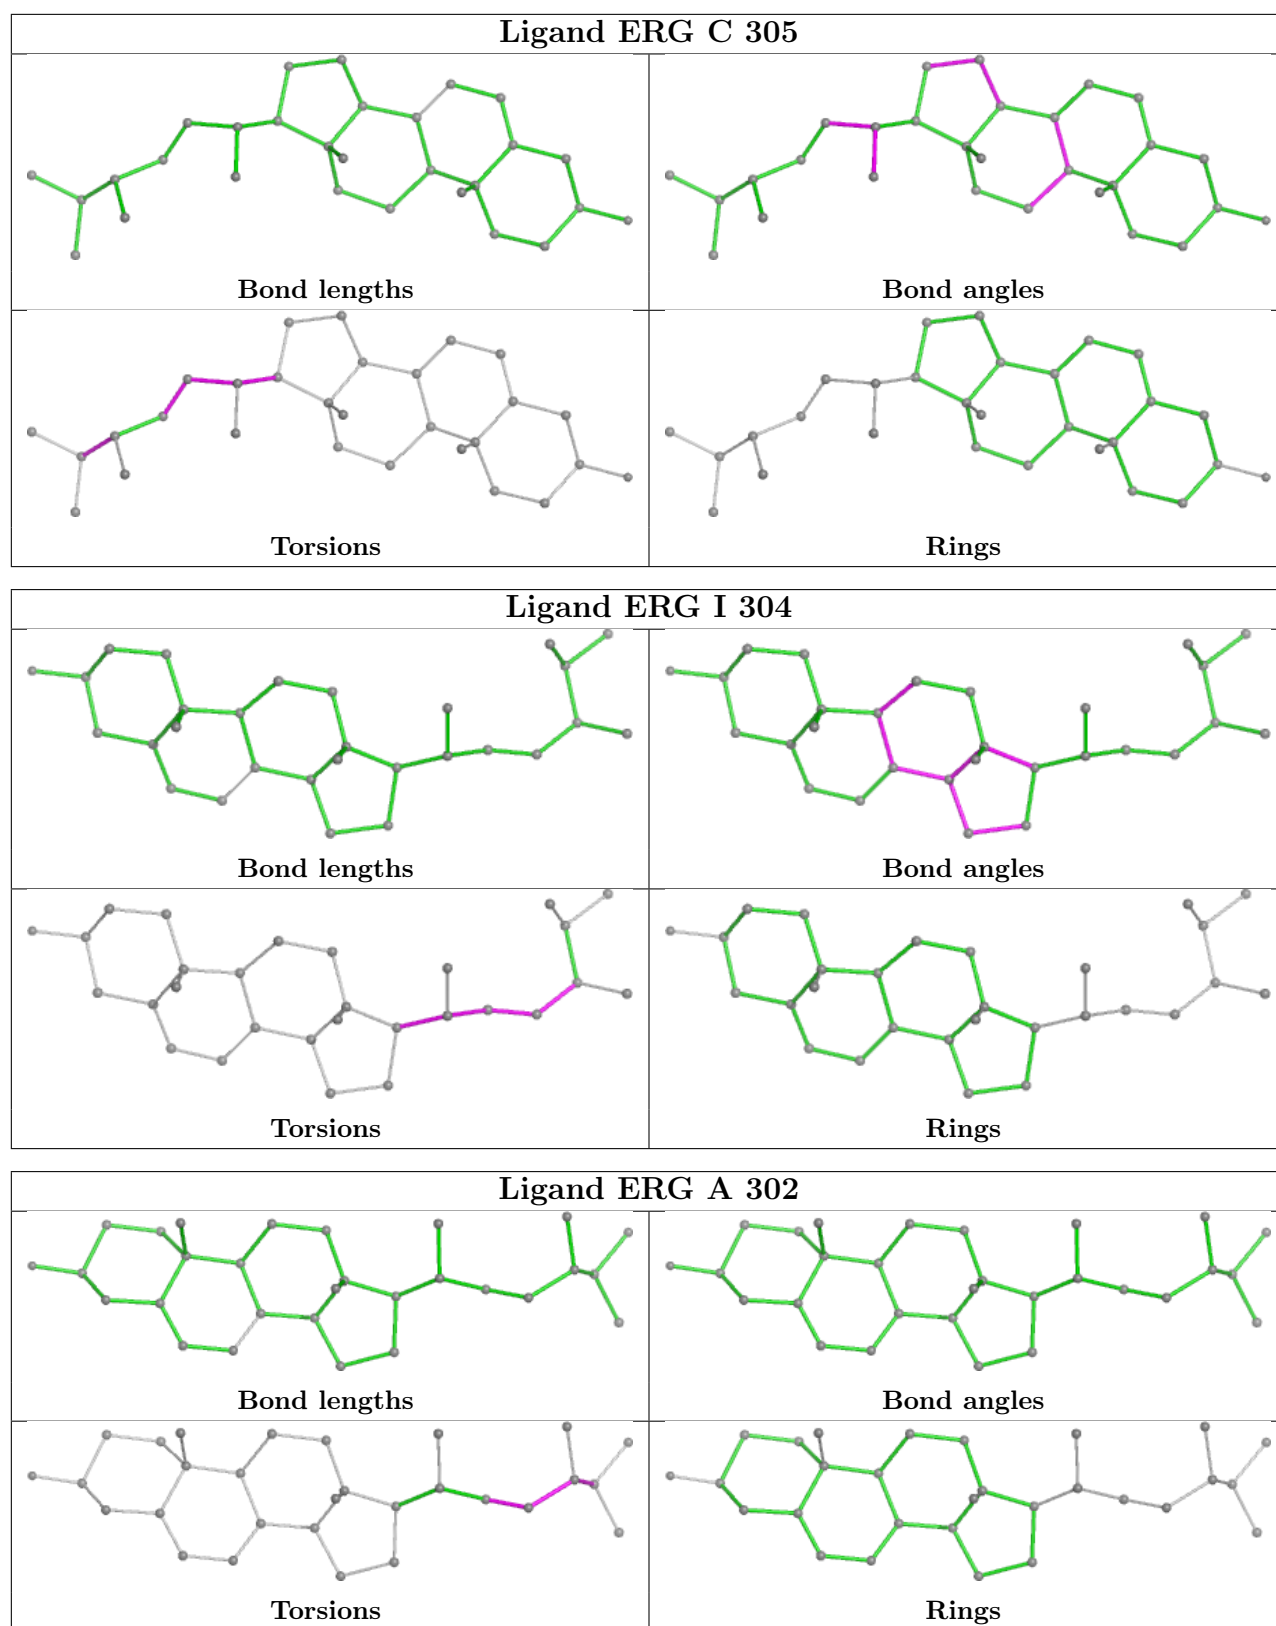 Ligand ERG C 305
Bond lengths
Bond angles
Torsions
Rings
Ligand ERG I 304
Bond lengths
Bond angles
Torsions
Rings
Ligand ERG A 302
Bond lengths
Bond angles
Torsions
Rings